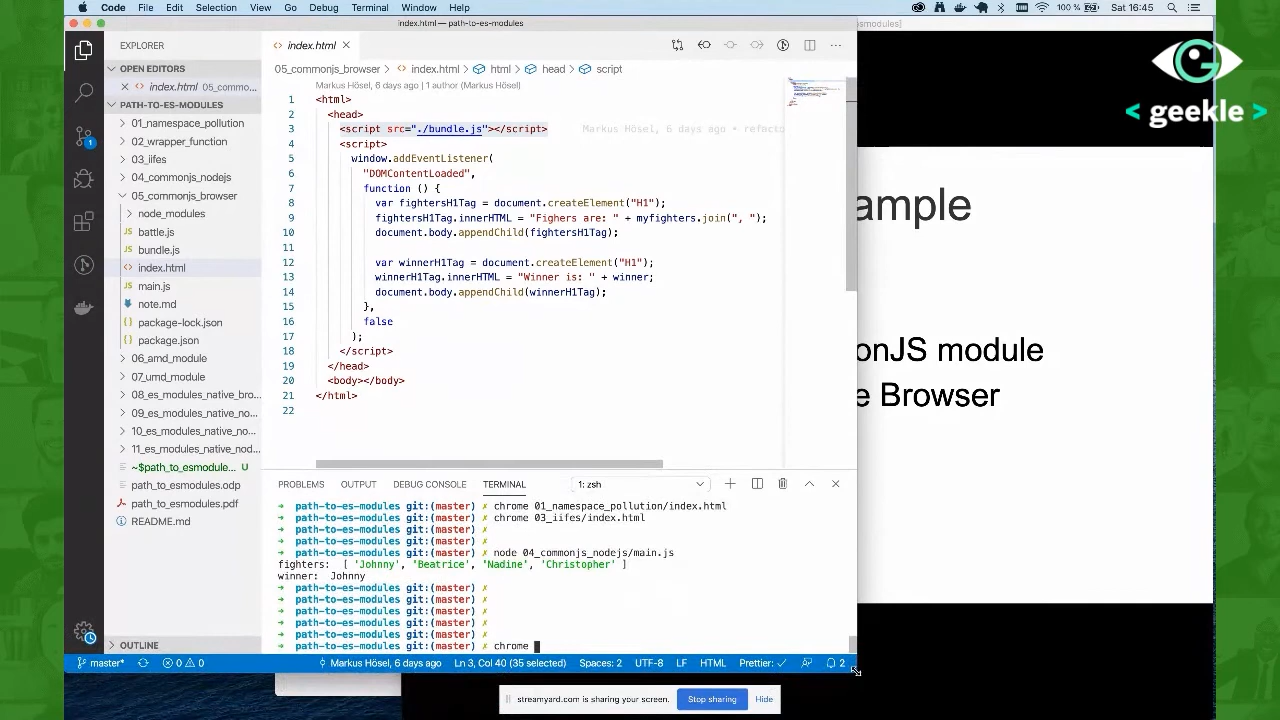 Code File Edit Selection View Go Debug Terminal Window Help
100 % Sat 16:45
index.html — path-to-es-modules
smodules]
EXPLORER
OPEN EDITORS
index.html 05_commo...
PATH-TO-ES-MODULES
01_namespace_pollution
02_wrapper_function
03_iifes
04_commonjs_nodejs
05_commonjs_browser
node_modules
JS battle.js
JS bundle.js
index.html
JS main.js
note.md
{} package-lock.json
{} package.json
06_amd_module
07_umd_module
08_es_modules_native_bro...
09_es_modules_native_no...
10_es_modules_native_no...
11_es_modules_native_nod...
~$path_to_esmodule... U
path_to_esmodules.odp
path_to_esmodules.pdf
README.md
OUTLINE
1
index.html
05_commonjs_browser > index.html > html > head > script
Markus Hösel, 6 days ago | 1 author (Markus Hösel)
1 <html>
2 <head>
3 <script src="./bundle.js"></script> Markus Hösel, 6 days ago • refacto
4 <script>
5 window.addEventListener(
6 "DOMContentLoaded",
7 function () {
8 var fightersH1Tag = document.createElement("H1");
9 fightersH1Tag.innerHTML = "Fighers are: " + myfighters.join(", ");
10 document.body.appendChild(fightersH1Tag);
11
12 var winnerH1Tag = document.createElement("H1");
13 winnerH1Tag.innerHTML = "Winner is: " + winner;
14 document.body.appendChild(winnerH1Tag);
15 },
16 false
17 );
18 </script>
19 </head>
20 <body></body>
21 </html>
22
PROBLEMS OUTPUT DEBUG CONSOLE TERMINAL 1: zsh
➜ path-to-es-modules git:(master) ✗ chrome 01_namespace_pollution/index.html
➜ path-to-es-modules git:(master) ✗ chrome 03_iifes/index.html
➜ path-to-es-modules git:(master) ✗
➜ path-to-es-modules git:(master) ✗
➜ path-to-es-modules git:(master) ✗ node 04_commonjs_nodejs/main.js
fighters: [ 'Johnny', 'Beatrice', 'Nadine', 'Christopher' ]
winner: Johnny
➜ path-to-es-modules git:(master) ✗
➜ path-to-es-modules git:(master) ✗
➜ path-to-es-modules git:(master) ✗
➜ path-to-es-modules git:(master) ✗
➜ path-to-es-modules git:(master) ✗
➜ path-to-es-modules git:(master) ✗ chrome
master* 0 0 Markus Hösel, 6 days ago Ln 3, Col 40 (35 selected) Spaces: 2 UTF-8 LF HTML Prettier: ✓ 2
G
< geekle >
ample
onJS module
e Browser
streamyard.com is sharing your screen. Stop sharing Hide